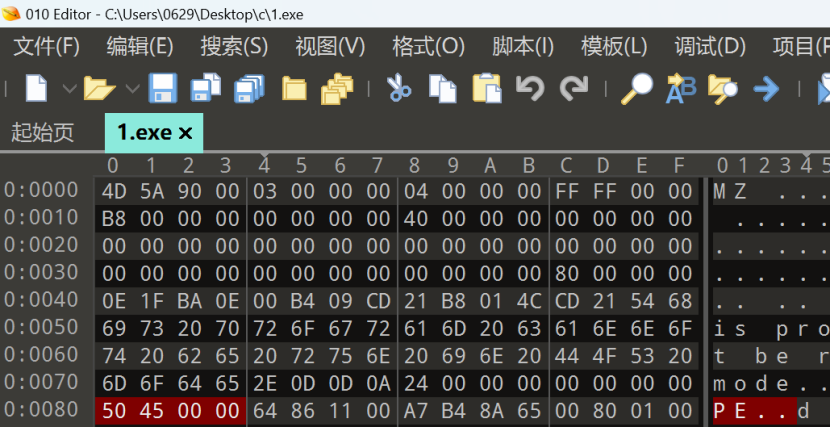 010 Editor - C:\Users\0629\Desktop\c\1.exe
文件(F) 编辑(E) 搜索(S) 视图(V) 格式(O) 脚本(I) 模板(L) 调试(D) 项目(
起始页 1.exe ×
0 1 2 3 4 5 6 7 8 9 A B C D E F 0 1 2 3 4 5
0:0000 4D 5A 90 00 03 00 00 00 04 00 00 00 FF FF 00 00 MZ ...
0:0010 B8 00 00 00 00 00 00 00 40 00 00 00 00 00 00 00 .....
0:0020 00 00 00 00 00 00 00 00 00 00 00 00 00 00 00 00 ......
0:0030 00 00 00 00 00 00 00 00 00 00 00 00 80 00 00 00 ......
0:0040 0E 1F BA 0E 00 B4 09 CD 21 B8 01 4C CD 21 54 68 .. ..
0:0050 69 73 20 70 72 6F 67 72 61 6D 20 63 61 6E 6E 6F is pro
0:0060 74 20 62 65 20 72 75 6E 20 69 6E 20 44 4F 53 20 t be r
0:0070 6D 6F 64 65 2E 0D 0D 0A 24 00 00 00 00 00 00 00 mode..
0:0080 50 45 00 00 64 86 11 00 A7 B4 8A 65 00 80 01 00 PE..d